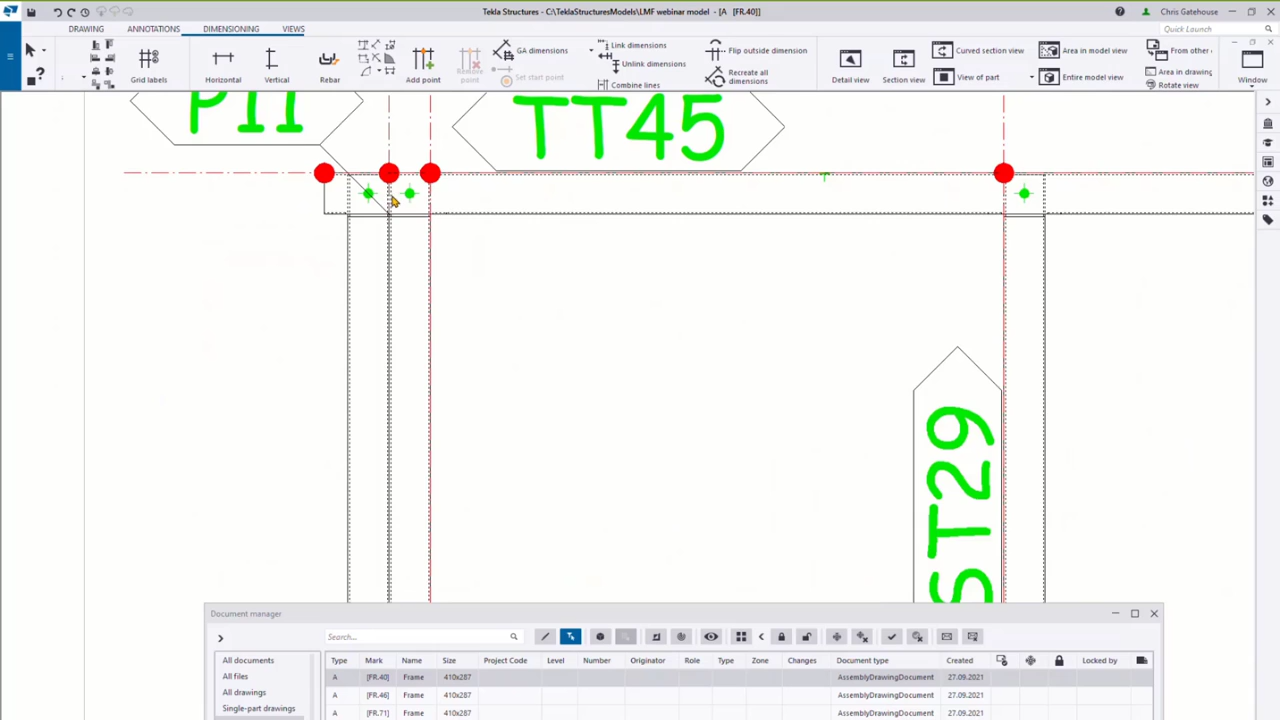 Tekla Structures - C:\TeklaStructuresModels\LMF webinar model - [A [FR.40]]
Chris Gatehouse
DRAWING ANNOTATIONS DIMENSIONING VIEWS
Quick Launch
Grid labels
Horizontal
Vertical
Rebar
Add point
Remove point
GA dimensions
Set start point
Link dimensions
Unlink dimensions
Combine lines
Flip outside dimension
Recreate all dimensions
Detail view
Section view
Curved section view
View of part
Area in model view
Entire model view
From other
Area in drawing
Rotate view
Window
P11
TT45
T
ST29
Document manager
Search...
All documents
All files
All drawings
Single-part drawings
Type Mark Name Size Project Code Level Number Originator Role Type Zone Changes Document type Created Locked by
A [FR.40] Frame 410x287 AssemblyDrawingDocument 27.09.2021
A [FR.46] Frame 410x287 AssemblyDrawingDocument 27.09.2021
A [FR.71] Frame 410x287 AssemblyDrawingDocument 27.09.2021